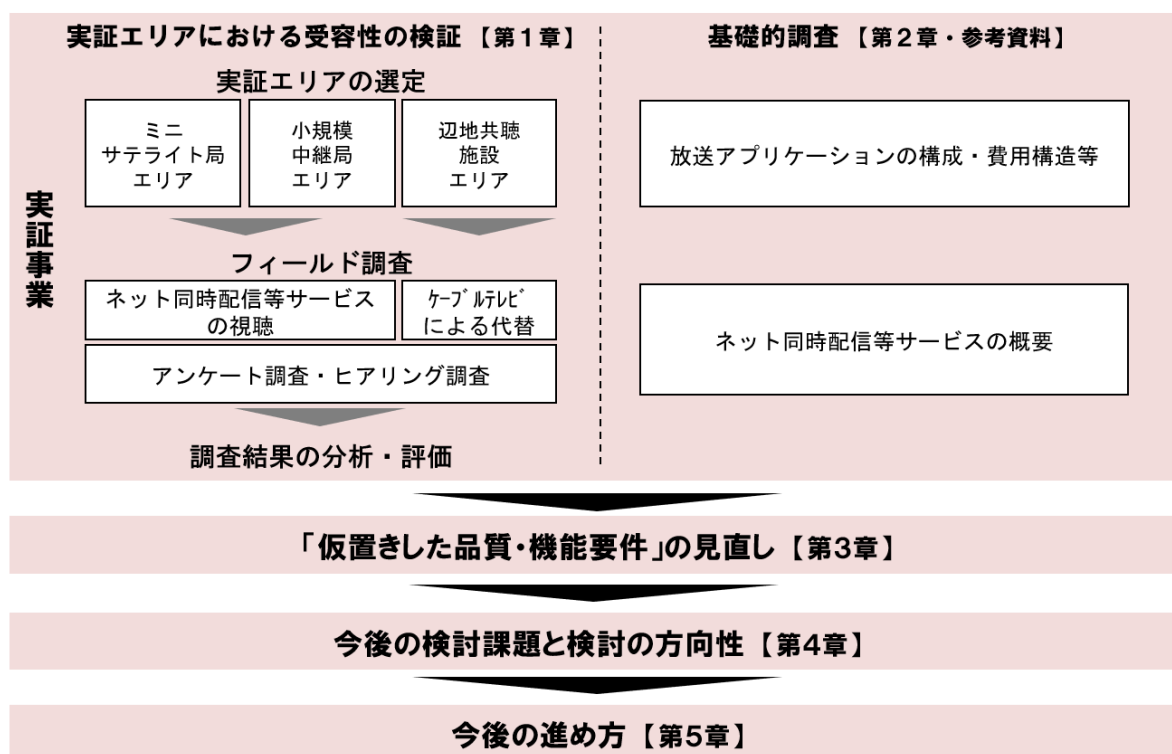 実証エリアにおける受容性の検証 【第1章】
基礎的調査 【第2章・参考資料】
実証事業
実証エリアの選定
ミニ
サテライト局
エリア
小規模
中継局
エリア
辺地共聴
施設
エリア
フィールド調査
ネット同時配信等サービス
の視聴
ｹｰﾌﾞﾙﾃﾚﾋﾞ
による代替
アンケート調査・ヒアリング調査
調査結果の分析・評価
放送アプリケーションの構成・費用構造等
ネット同時配信等サービスの概要
「仮置きした品質・機能要件」の見直し 【第3章】
今後の検討課題と検討の方向性 【第4章】
今後の進め方 【第5章】